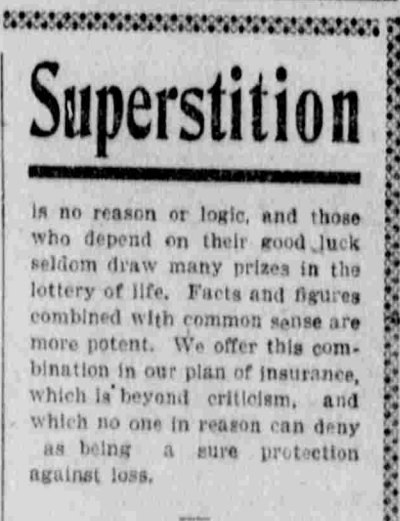 Superstition
is no reason or logic, and those
who depend on their good luck
seldom draw many prizes in the
lottery of life. Facts and figures
combined with common sense are
more potent. We offer this com-
bination in our plan of insurance,
which is beyond criticism, and
which no one in reason can deny
as being a sure protection
against loss.